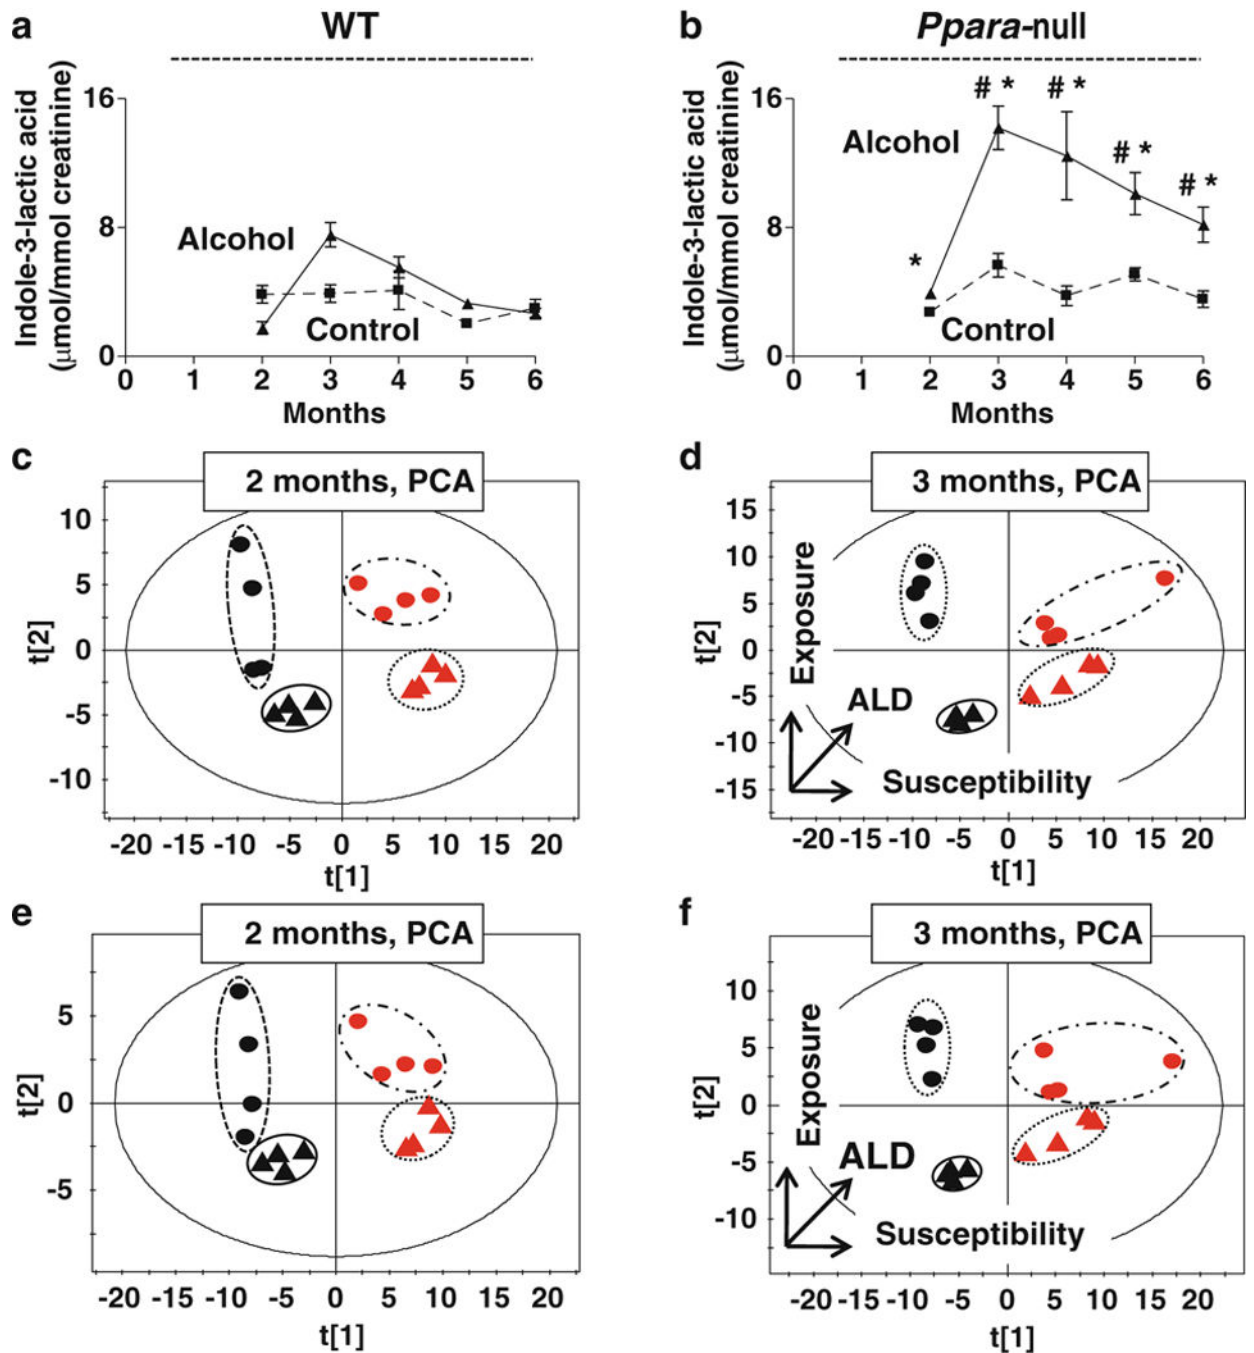 a
WT
Indole-3-lactic acid
(μmol/mmol creatinine)
16
8
0
Alcohol
Control
0 1 2 3 4 5 6
Months
b
Ppara-null
Indole-3-lactic acid
(μmol/mmol creatinine)
16
8
0
Alcohol
*
# *
# *
# *
# *
Control
0 1 2 3 4 5 6
Months
c
2 months, PCA
t[2]
10
5
0
-5
-10
-20 -15 -10 -5 0 5 10 15 20
t[1]
d
3 months, PCA
t[2]
15
10
5
0
-5
-10
-15
Exposure
ALD
Susceptibility
-20 -15 -10 -5 0 5 10 15 20
t[1]
e
2 months, PCA
t[2]
5
0
-5
-20 -15 -10 -5 0 5 10 15 20
t[1]
f
3 months, PCA
t[2]
10
5
0
-5
-10
Exposure
ALD
Susceptibility
-20 -15 -10 -5 0 5 10 15 20
t[1]